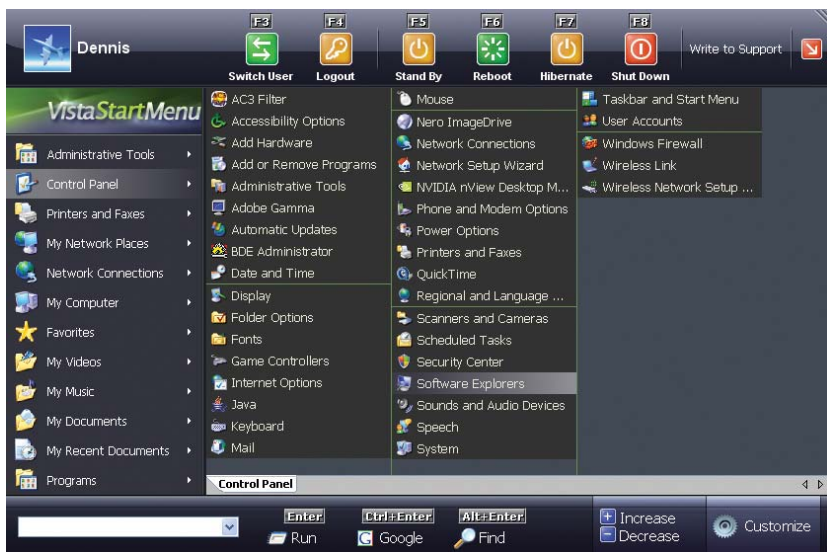 Dennis
F3 F4 F5 F6 F7 F8
Switch User Logout Stand By Reboot Hibernate Shut Down
Write to Support
VistaStartMenu
Administrative Tools
Control Panel
Printers and Faxes
My Network Places
Network Connections
My Computer
Favorites
My Videos
My Music
My Documents
My Recent Documents
Programs
AC3 Filter
Accessibility Options
Add Hardware
Add or Remove Programs
Administrative Tools
Adobe Gamma
Automatic Updates
BDE Administrator
Date and Time
Display
Folder Options
Fonts
Game Controllers
Internet Options
Java
Keyboard
Mail
Mouse
Nero ImageDrive
Network Connections
Network Setup Wizard
NVIDIA nView Desktop M...
Phone and Modem Options
Power Options
Printers and Faxes
QuickTime
Regional and Language ...
Scanners and Cameras
Scheduled Tasks
Security Center
Software Explorers
Sounds and Audio Devices
Speech
System
Taskbar and Start Menu
User Accounts
Windows Firewall
Wireless Link
Wireless Network Setup ...
Control Panel
Enter Ctrl+Enter Alt+Enter
Run Google Find
Increase
Decrease
Customize